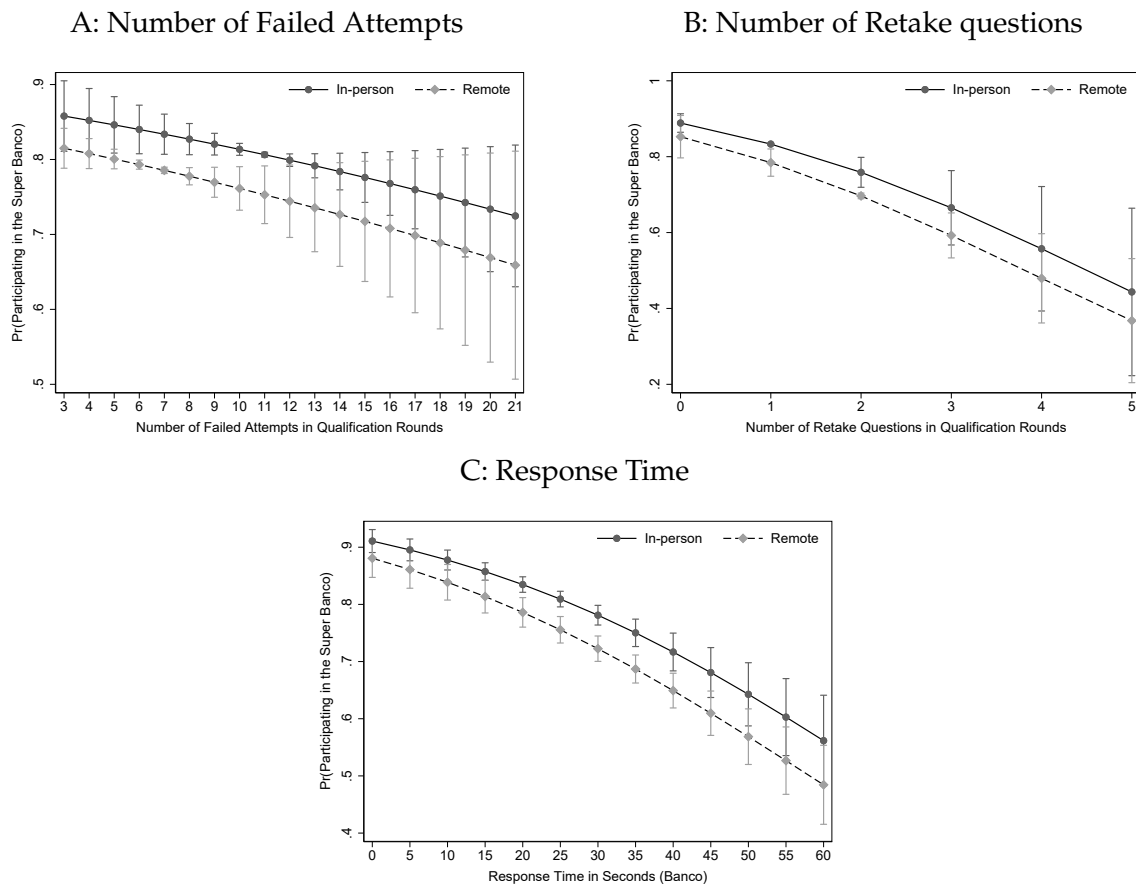 A: Number of Failed Attempts
B: Number of Retake questions
In-person Remote
.9
.8
.7
.6
.5
Pr(Participating in the Super Banco)
3 4 5 6 7 8 9 10 11 12 13 14 15 16 17 18 19 20 21
Number of Failed Attempts in Qualification Rounds
In-person Remote
1
.8
.6
.4
.2
Pr(Participating in the Super Banco)
0 1 2 3 4 5
Number of Retake Questions in Qualification Rounds
C: Response Time
In-person Remote
.9
.8
.7
.6
.5
.4
Pr(Participating in the Super Banco)
0 5 10 15 20 25 30 35 40 45 50 55 60
Response Time in Seconds (Banco)